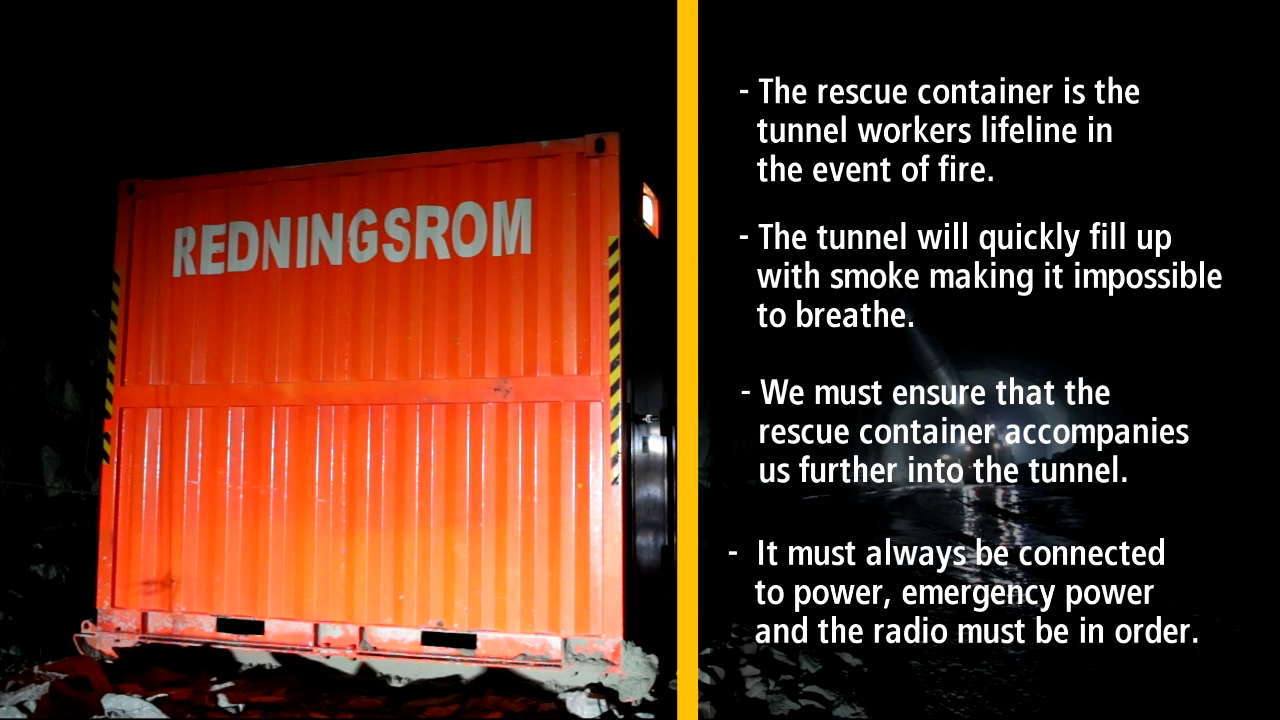 REDNINGSROM
- The rescue container is the
tunnel workers lifeline in
the event of fire.
- The tunnel will quickly fill up
with smoke making it impossible
to breathe.
- We must ensure that the
rescue container accompanies
us further into the tunnel.
- It must always be connected
to power, emergency power
and the radio must be in order.